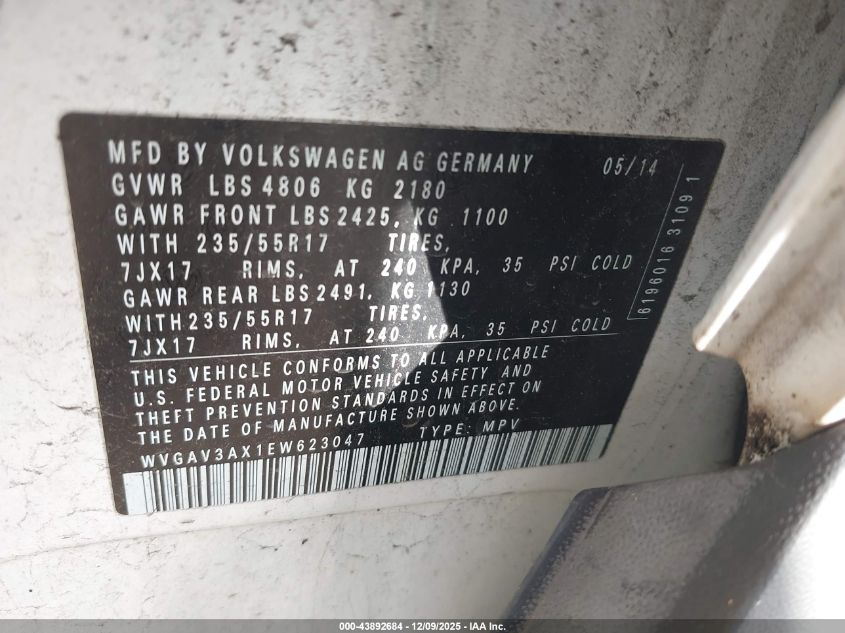 MFD BY VOLKSWAGEN AG GERMANY 05/14
GVWR LBS 4806 KG 2180
GAWR FRONT LBS 2425, KG 1100
WITH 235/55R17 TIRES,
7JX17 RIMS, AT 240 KPA, 35 PSI COLD
GAWR REAR LBS 2491, KG 1130
WITH 235/55R17 TIRES,
7JX17 RIMS, AT 240 KPA, 35 PSI COLD
THIS VEHICLE CONFORMS TO ALL APPLICABLE
U.S. FEDERAL MOTOR VEHICLE SAFETY AND
THEFT PREVENTION STANDARDS IN EFFECT ON
THE DATE OF MANUFACTURE SHOWN ABOVE.
WVGAV3AX1EW623047 TYPE: MPV
6196016 31091
000-43892684 | 12/09/2025 - IAA Inc.